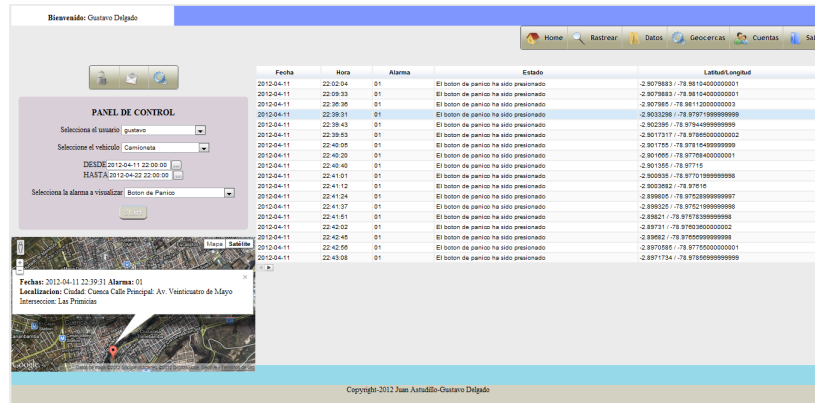 Bienvenido: Gustavo Delgado
Home Rastrear Datos Geocercas Cuentas Sal
PANEL DE CONTROL
Selecciona el usuario gustavo
Seleccione el vehiculo Camioneta
DESDE 2012-04-11 22:00:00 ...
HASTA 2012-04-22 22:00:00 ...
Selecciona la alarma a visualizar Boton de Panico
Fecha Hora Alarma Estado Latitud/Longitud
2012-04-11 22:02:04 01 El boton de panico ha sido presionado -2.9079883 / -78.98104000000001
2012-04-11 22:09:33 01 El boton de panico ha sido presionado -2.9079883 / -78.98104000000001
2012-04-11 22:36:36 01 El boton de panico ha sido presionado -2.907985 / -78.98112000000003
2012-04-11 22:39:31 01 El boton de panico ha sido presionado -2.9033298 / -78.97971999999999
2012-04-11 22:39:43 01 El boton de panico ha sido presionado -2.902395 / -78.97944999999999
2012-04-11 22:39:53 01 El boton de panico ha sido presionado -2.9017317 / -78.97865000000002
2012-04-11 22:40:05 01 El boton de panico ha sido presionado -2.901755 / -78.97816499999999
2012-04-11 22:40:20 01 El boton de panico ha sido presionado -2.901665 / -78.97768400000001
2012-04-11 22:40:40 01 El boton de panico ha sido presionado -2.901355 / -78.97715
2012-04-11 22:41:01 01 El boton de panico ha sido presionado -2.900935 / -78.97701999999998
2012-04-11 22:41:12 01 El boton de panico ha sido presionado -2.9003682 / -78.97616
2012-04-11 22:41:24 01 El boton de panico ha sido presionado -2.899805 / -78.97528999999997
2012-04-11 22:41:37 01 El boton de panico ha sido presionado -2.899325 / -78.97521999999998
2012-04-11 22:41:51 01 El boton de panico ha sido presionado -2.89821 / -78.97578399999998
2012-04-11 22:42:02 01 El boton de panico ha sido presionado -2.89731 / -78.97603600000002
2012-04-11 22:42:45 01 El boton de panico ha sido presionado -2.89682 / -78.97656999999998
2012-04-11 22:42:56 01 El boton de panico ha sido presionado -2.8970585 / -78.97755000000001
2012-04-11 22:43:08 01 El boton de panico ha sido presionado -2.8971734 / -78.97856999999999
Mapa Satélite
Fechas: 2012-04-11 22:39:31 Alarma: 01
Localizacion: Ciudad: Cuenca Calle Principal: Av. Veinticuatro de Mayo
Interseccion: Las Primicias
Google
Copyright-2012 Juan Astudillo-Gustavo Delgado